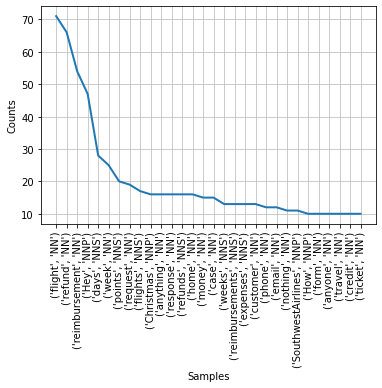 70
60
50
40
30
20
10
Counts
('flight', 'NN')
('refund', 'NN')
('reimbursement', 'NN')
('Hey', 'NNP')
('days', 'NNS')
('week', 'NN')
('points', 'NNS')
('request', 'NN')
('flights', 'NNS')
('Christmas', 'NNP')
('anything', 'NN')
('response', 'NN')
('refunds', 'NNS')
('home', 'NN')
('money', 'NN')
('case', 'NN')
('weeks', 'NNS')
('reimbursements', 'NNS')
('expenses', 'NNS')
('customer', 'NN')
('phone', 'NN')
('email', 'NN')
('nothing', 'NN')
('SouthwestAirlines', 'NNP')
('How', 'NNP')
('form', 'NN')
('anyone', 'NN')
('travel', 'NN')
('credit', 'NN')
('ticket', 'NN')
Samples